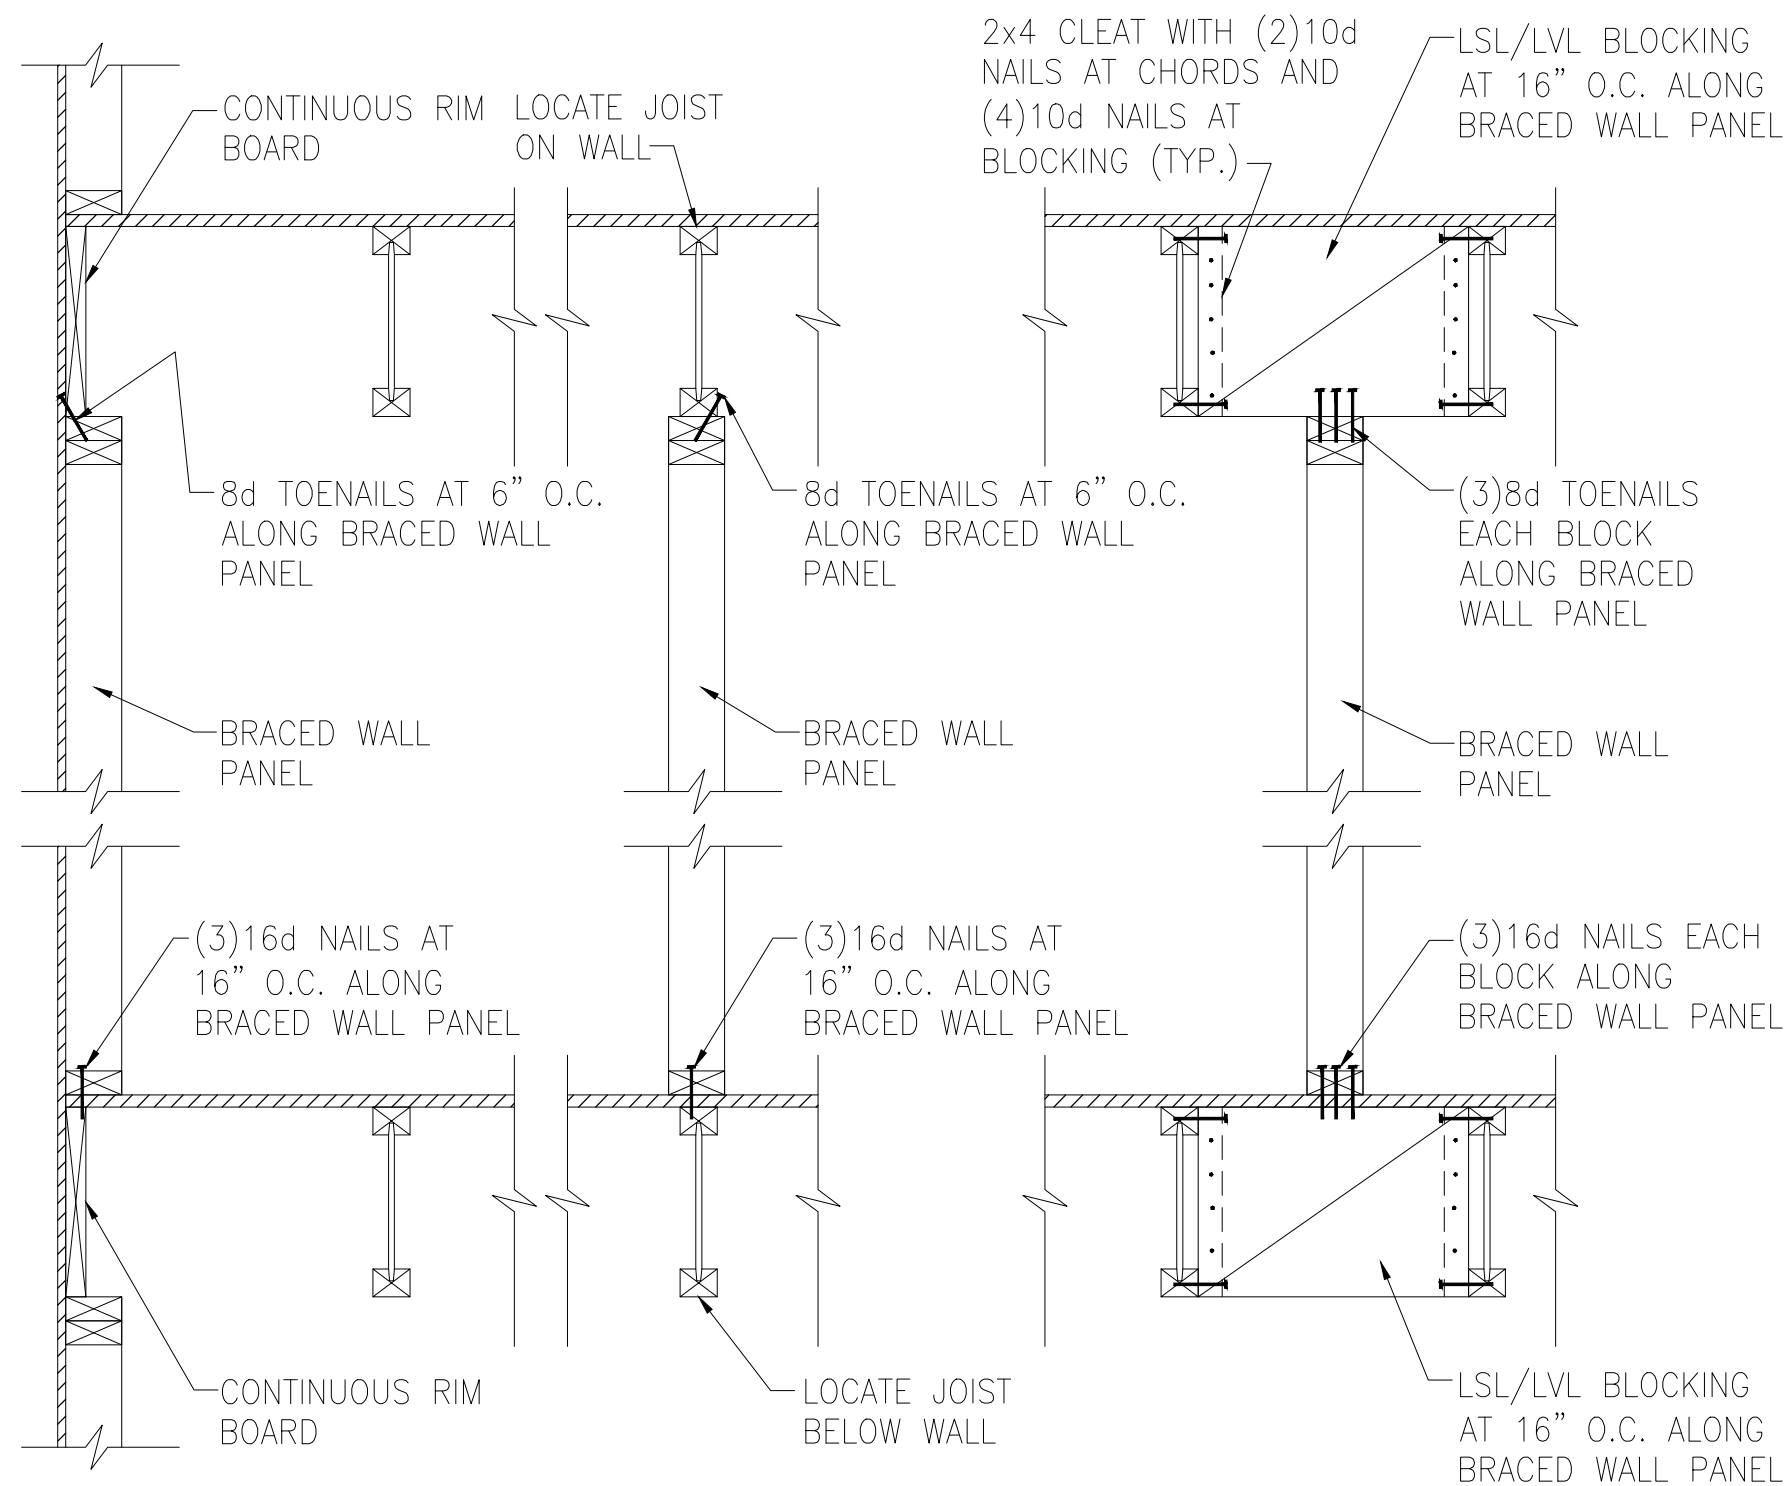 CONTINUOUS RIM
BOARD
LOCATE JOIST
ON WALL
2x4 CLEAT WITH (2)10d
NAILS AT CHORDS AND
(4)10d NAILS AT
BLOCKING (TYP.)
LSL/LVL BLOCKING
AT 16" O.C. ALONG
BRACED WALL PANEL
8d TOENAILS AT 6" O.C.
ALONG BRACED WALL
PANEL
8d TOENAILS AT 6" O.C.
ALONG BRACED WALL
PANEL
(3)8d TOENAILS
EACH BLOCK
ALONG BRACED
WALL PANEL
BRACED WALL
PANEL
BRACED WALL
PANEL
BRACED WALL
PANEL
(3)16d NAILS AT
16" O.C. ALONG
BRACED WALL PANEL
(3)16d NAILS AT
16" O.C. ALONG
BRACED WALL PANEL
(3)16d NAILS EACH
BLOCK ALONG
BRACED WALL PANEL
CONTINUOUS RIM
BOARD
LOCATE JOIST
BELOW WALL
LSL/LVL BLOCKING
AT 16" O.C. ALONG
BRACED WALL PANEL